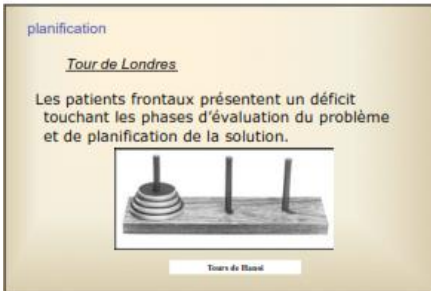 planification
Tour de Londres
Les patients frontaux présentent un déficit
touchant les phases d'évaluation du problème
et de planification de la solution.
Tours de Hanoï